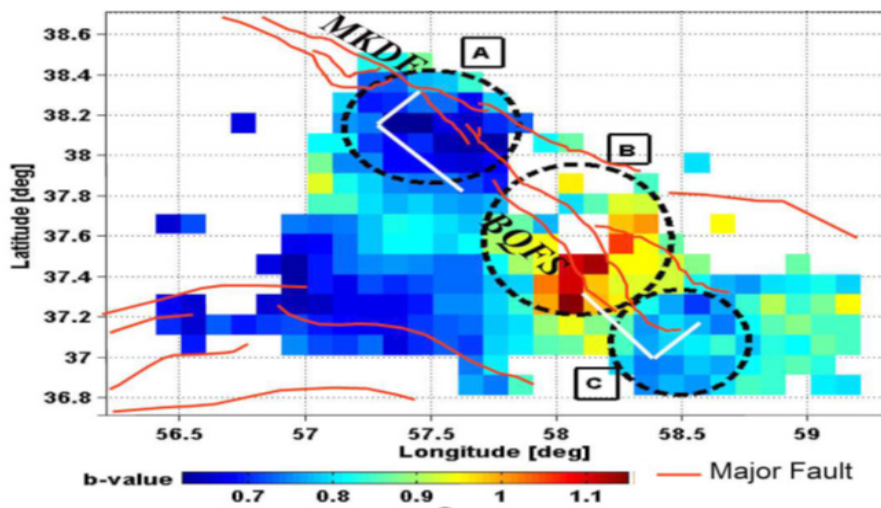 38.6
38.4
38.2
38
37.8
37.6
37.4
37.2
37
36.8
Latitude [deg]
MKDF
A
B
BQFS
C
56.5 57 57.5 58 58.5 59
Longitude [deg]
b-value
0.7 0.8 0.9 1 1.1
Major Fault